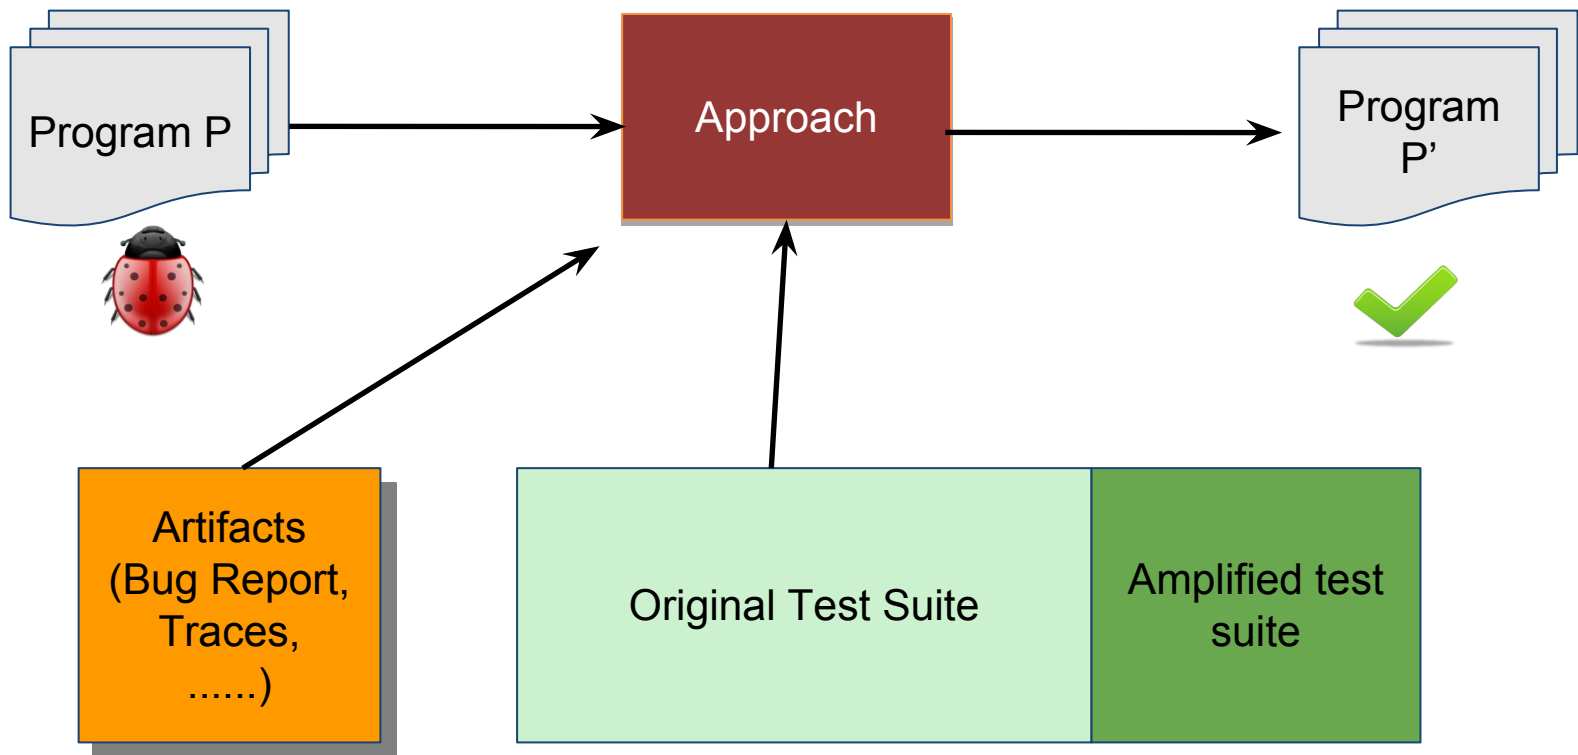 Program P
Approach
Program
P’
Artifacts
(Bug Report,
Traces,
......)
Original Test Suite
Amplified test
suite